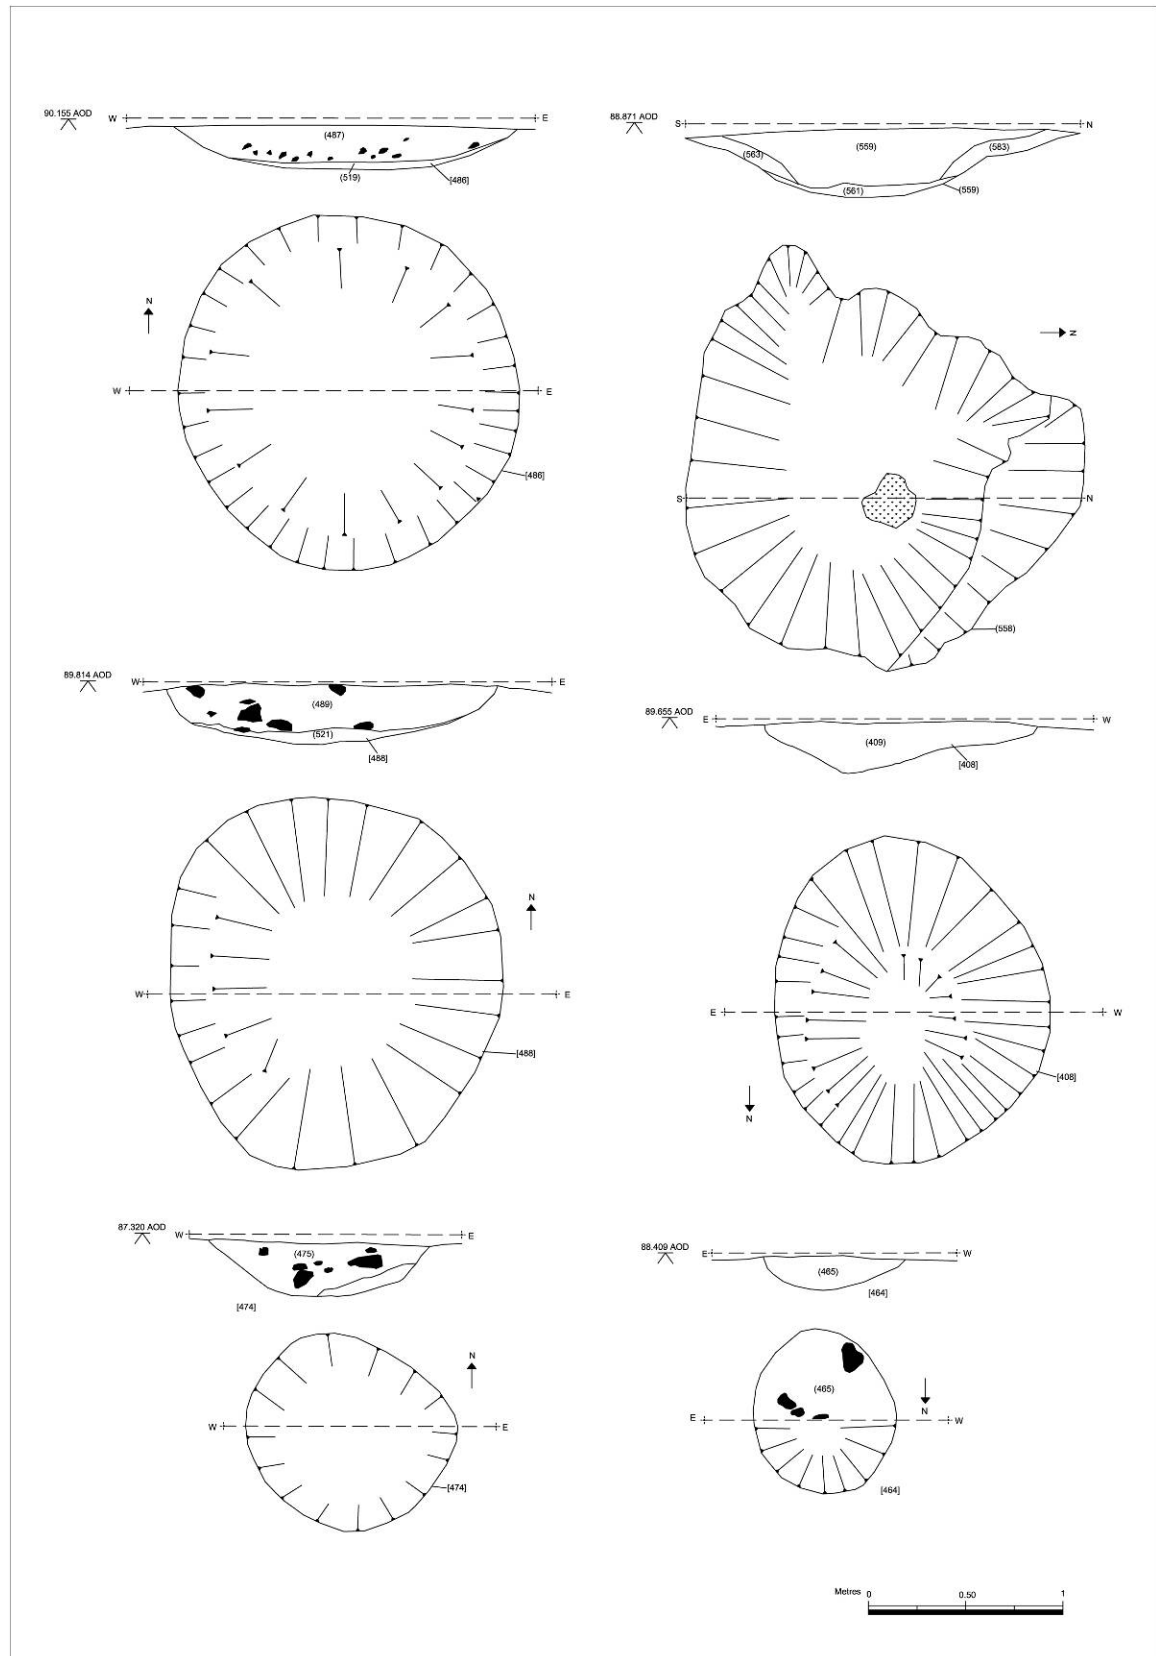 90.155 AOD
W E
(487)
(519)
[486]
N
W E
[486]
88.871 AOD
S N
(559)
(563)
(583)
(561)
(559)
N
S N
(558)
89.814 AOD
W E
(489)
(521)
[488]
N
W E
[488]
89.655 AOD
E W
(409)
[408]
E W
N
[408]
87.320 AOD
W E
(475)
[474]
N
W E
[474]
88.409 AOD
E W
(465)
[464]
(465)
N
E W
[464]
Metres 0 0.50 1